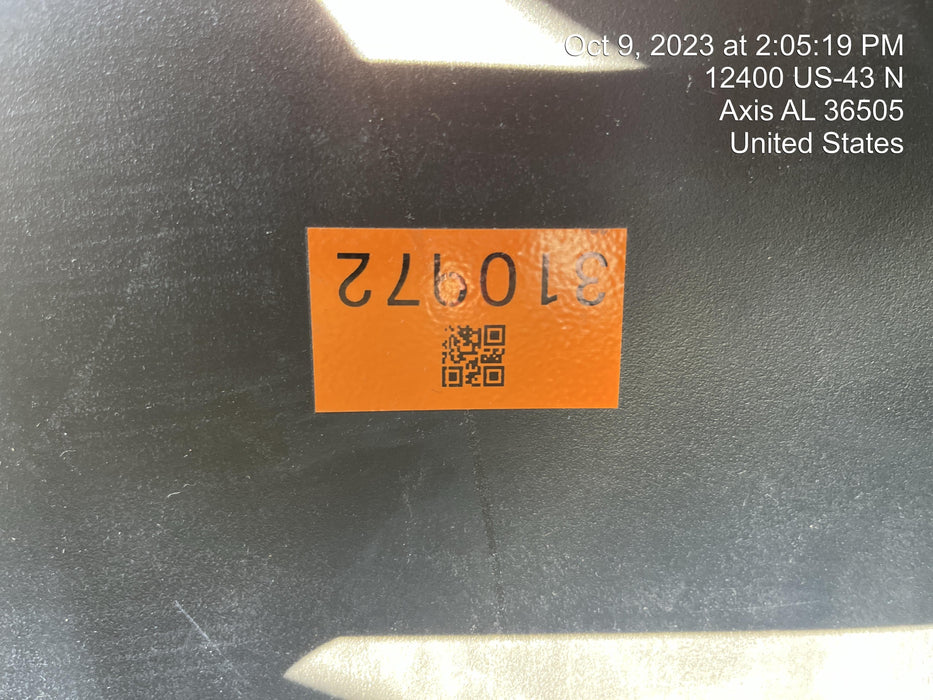 Oct 9, 2023 at 2:05:19 PM
12400 US-43 N
Axis AL 36505
United States
310972